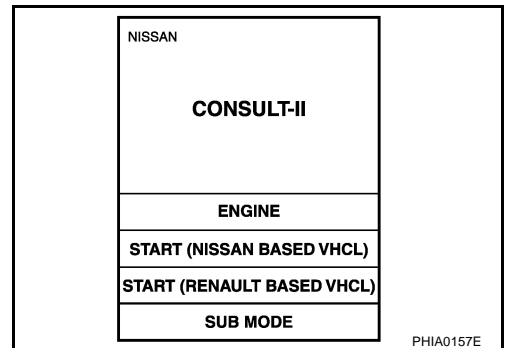 NISSAN
CONSULT-II
ENGINE
START (NISSAN BASED VHCL)
START (RENAULT BASED VHCL)
SUB MODE
PHIA0157E